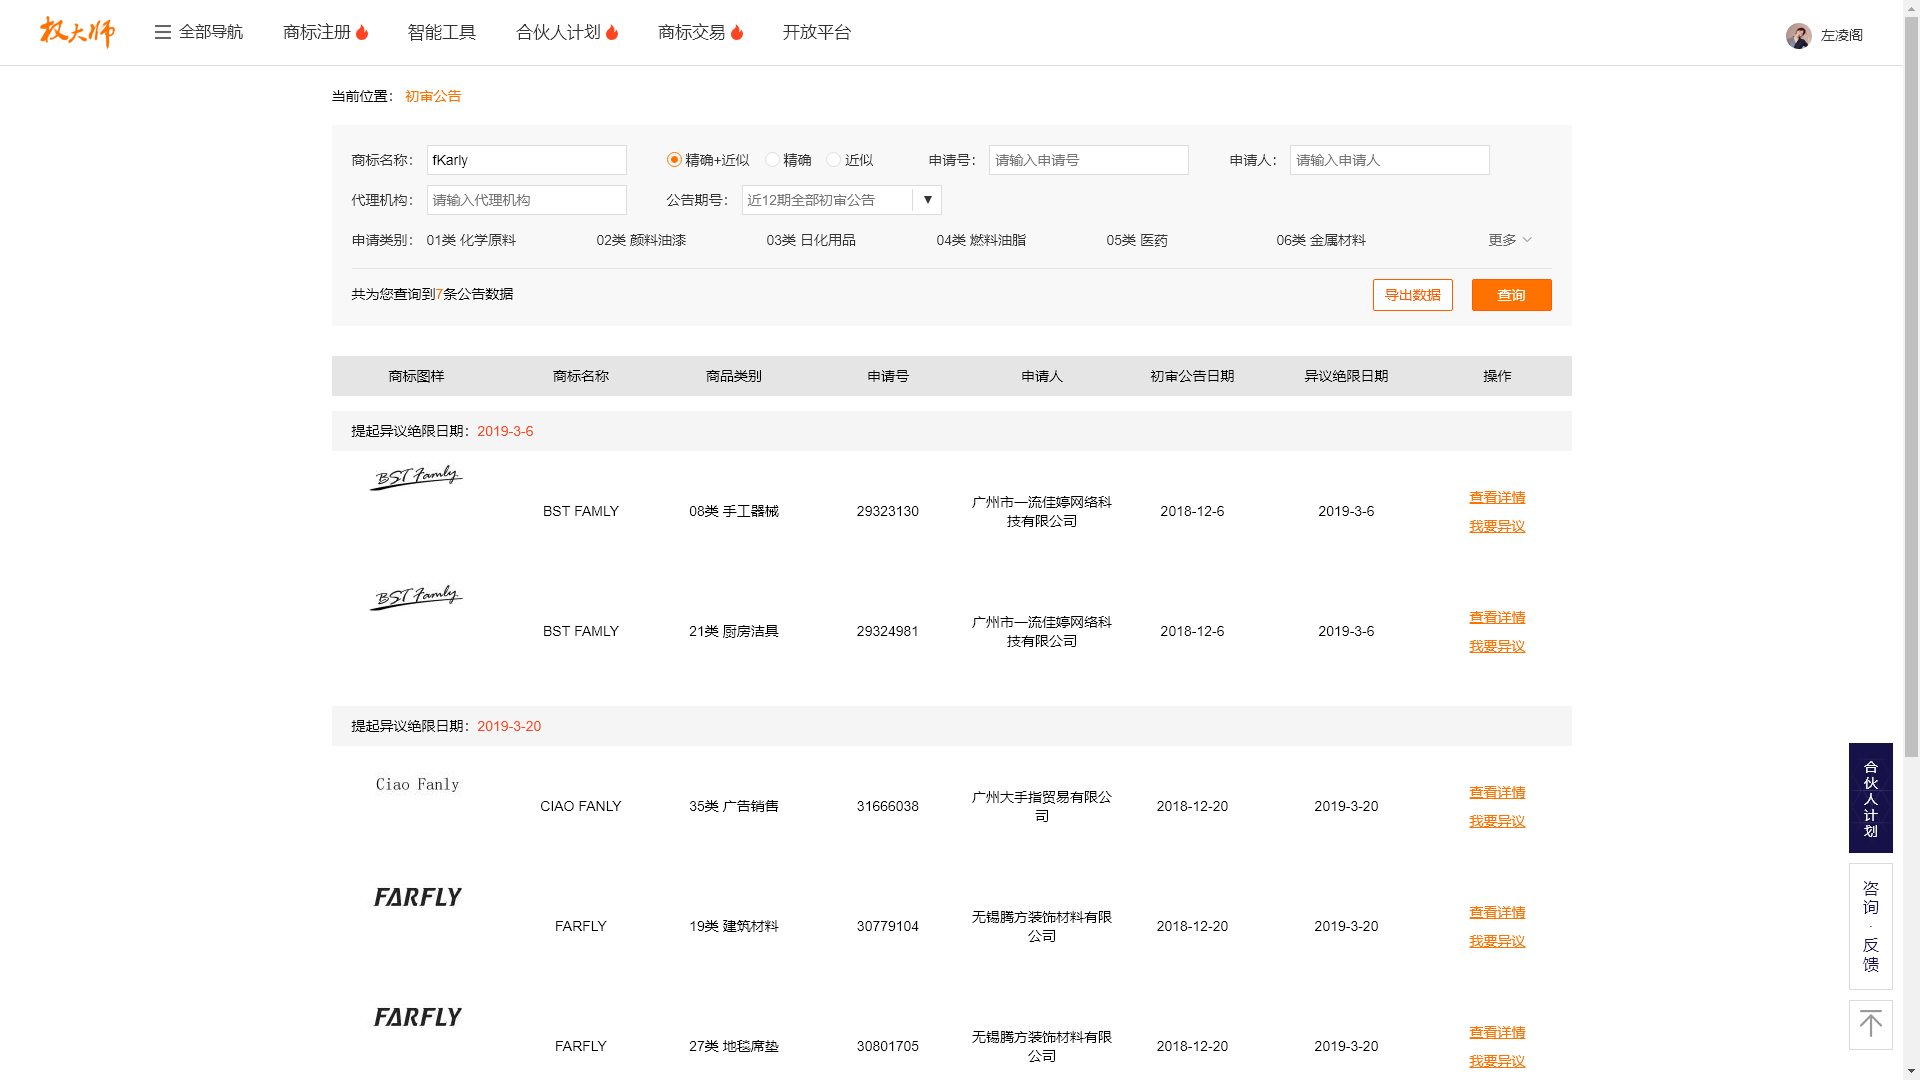 权大师 全部导航 商标注册 智能工具 合伙人计划 商标交易 开放平台 左凌阁
当前位置： 初审公告
商标名称： fKarly 精确+近似 精确 近似 申请号： 请输入申请号 申请人： 请输入申请人
代理机构： 请输入代理机构 公告期号： 近12期全部初审公告 ▼
申请类别： 01类 化学原料 02类 颜料油漆 03类 日化用品 04类 燃料油脂 05类 医药 06类 金属材料 更多
共为您查询到7条公告数据 导出数据 查询
商标图样 商标名称 商品类别 申请号 申请人 初审公告日期 异议绝限日期 操作
提起异议绝限日期：2019-3-6
BST Famly
BST FAMLY 08类 手工器械 29323130 广州市一流佳婷网络科 2018-12-6 2019-3-6 查看详情
技有限公司 我要异议
BST Famly
BST FAMLY 21类 厨房洁具 29324981 广州市一流佳婷网络科 2018-12-6 2019-3-6 查看详情
技有限公司 我要异议
提起异议绝限日期：2019-3-20
Ciao Fanly
CIAO FANLY 35类 广告销售 31666038 广州大手指贸易有限公 2018-12-20 2019-3-20 查看详情
司 我要异议
FARFLY
FARFLY 19类 建筑材料 30779104 无锡腾方装饰材料有限 2018-12-20 2019-3-20 查看详情
公司 我要异议
FARFLY
FARFLY 27类 地毯席垫 30801705 无锡腾方装饰材料有限 2018-12-20 2019-3-20 查看详情
公司 我要异议
合伙人计划
咨询·反馈